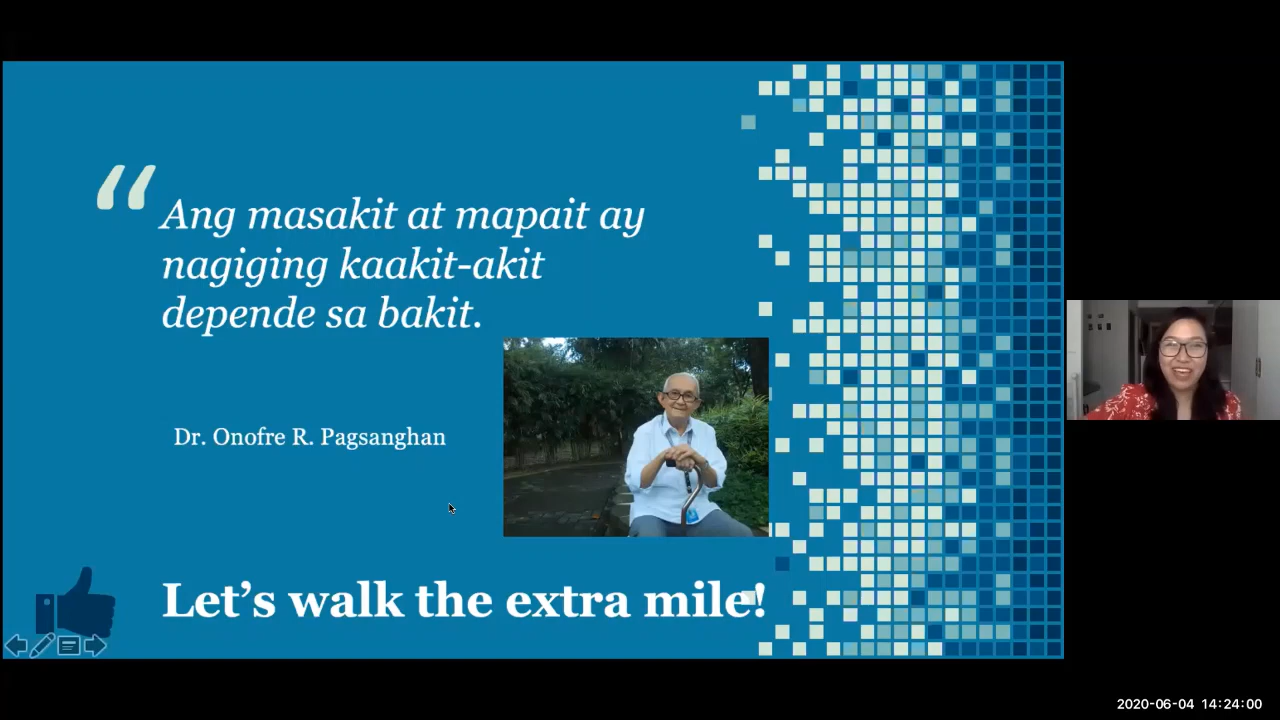 “Ang masakit at mapait ay
nagiging kaakit-akit
depende sa bakit.
Dr. Onofre R. Pagsanghan
Let’s walk the extra mile!
2020-06-04 14:24:00